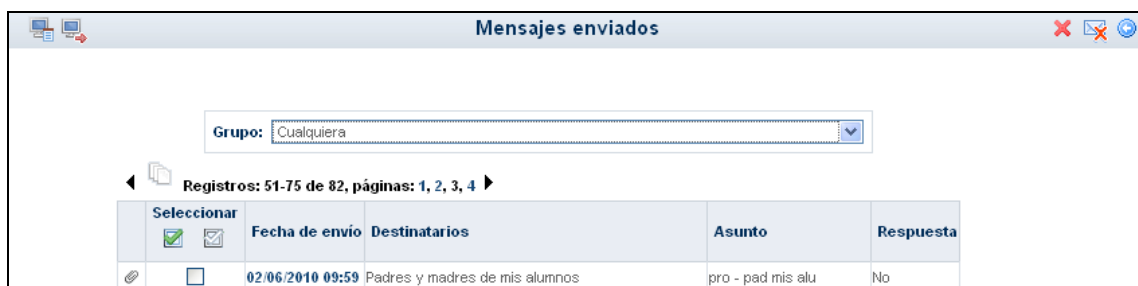 Mensajes enviados
Grupo: Cualquiera
Registros: 51-75 de 82, páginas: 1, 2, 3, 4
Seleccionar Fecha de envío Destinatarios Asunto Respuesta
02/06/2010 09:59 Padres y madres de mis alumnos pro - pad mis alu No